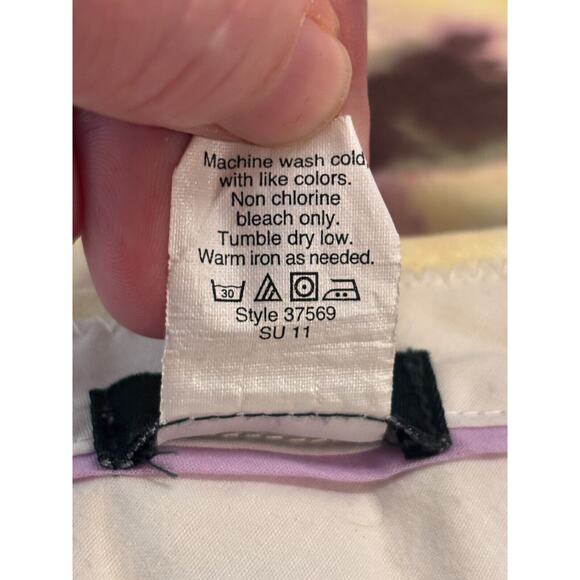 Machine wash cold,
with like colors.
Non chlorine
bleach only.
Tumble dry low.
Warm iron as needed.
30
Style 37569
SU 11